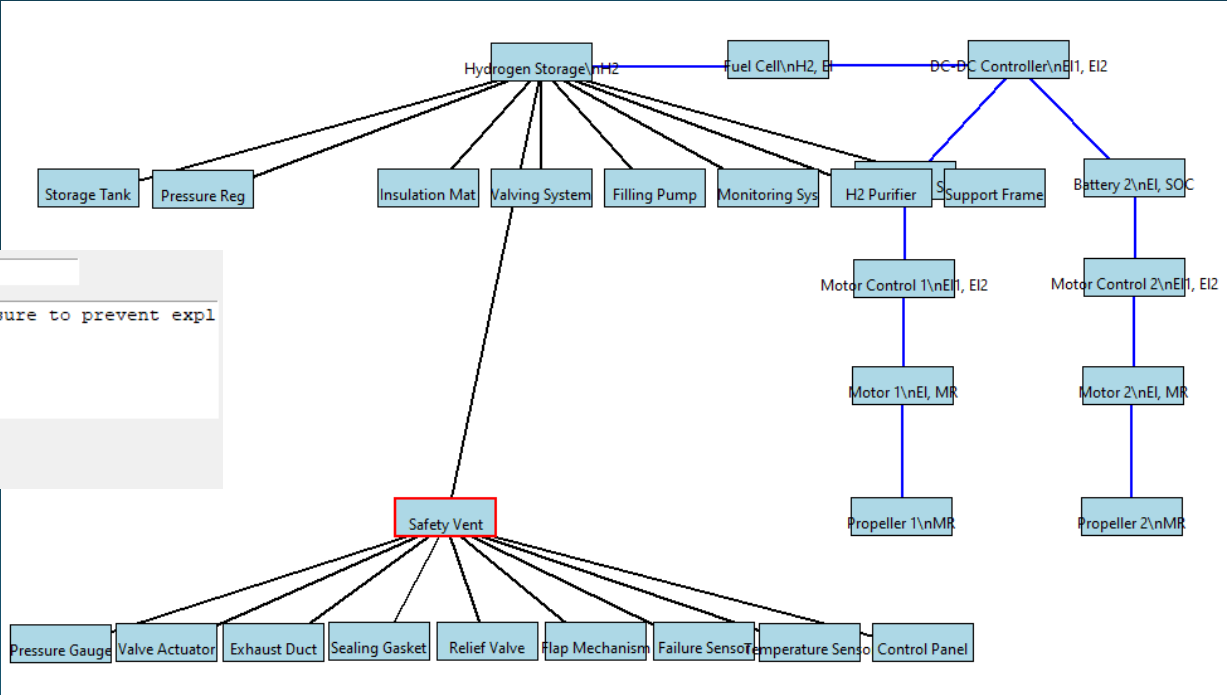 Hydrogen Storage\nH2
Fuel Cell\nH2, El
DC-DC Controller\nEl1, El2
Storage Tank
Pressure Reg
Insulation Mat
Valving System
Filling Pump
Monitoring Sys
H2 Purifier
S
Support Frame
Battery 2\nEl, SOC
Motor Control 1\nEl1, El2
Motor Control 2\nEl1, El2
sure to prevent expl
Motor 1\nEl, MR
Motor 2\nEl, MR
Propeller 1\nMR
Propeller 2\nMR
Safety Vent
Pressure Gauge
Valve Actuator
Exhaust Duct
Sealing Gasket
Relief Valve
Flap Mechanism
Failure Sensor
Temperature Senso
Control Panel